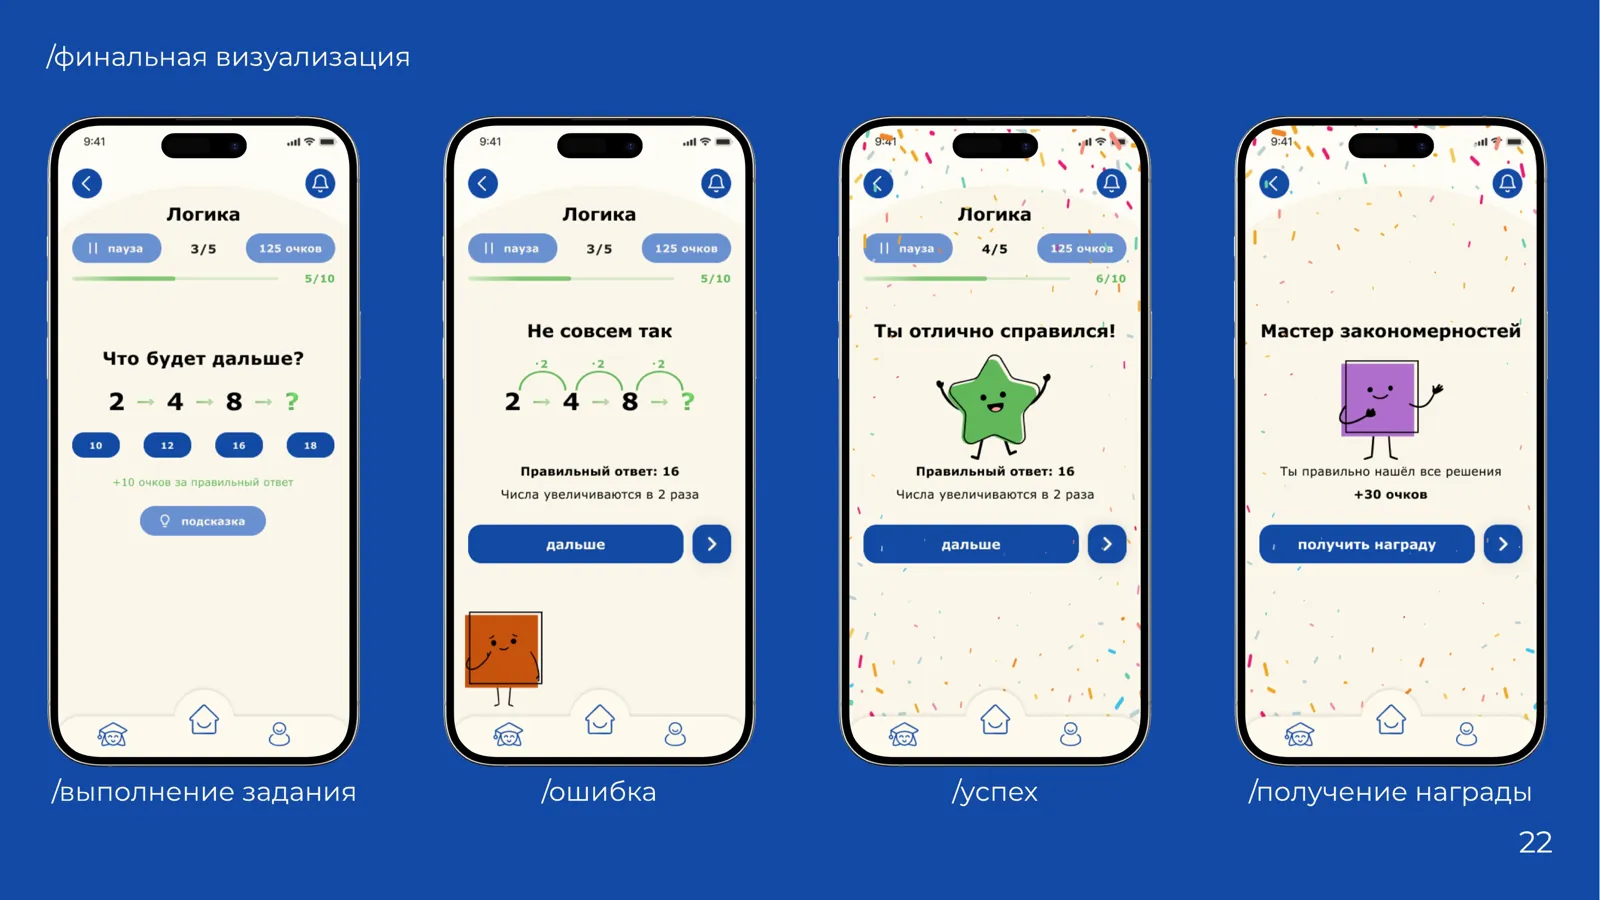 /финальная визуализация
9:41
Логика
пауза
3/5
125 очков
5/10
Что будет дальше?
2 → 4 → 8 → ?
10
12
16
18
+10 очков за правильный ответ
подсказка
/выполнение задания
9:41
Логика
пауза
3/5
125 очков
5/10
Не совсем так
·2 ·2 ·2
2 → 4 → 8 → ?
Правильный ответ: 16
Числа увеличиваются в 2 раза
дальше
/ошибка
9:41
Логика
пауза
4/5
125 очков
6/10
Ты отлично справился!
Правильный ответ: 16
Числа увеличиваются в 2 раза
дальше
/успех
9:41
Мастер закономерностей
Ты правильно нашёл все решения
+30 очков
получить награду
/получение награды
22